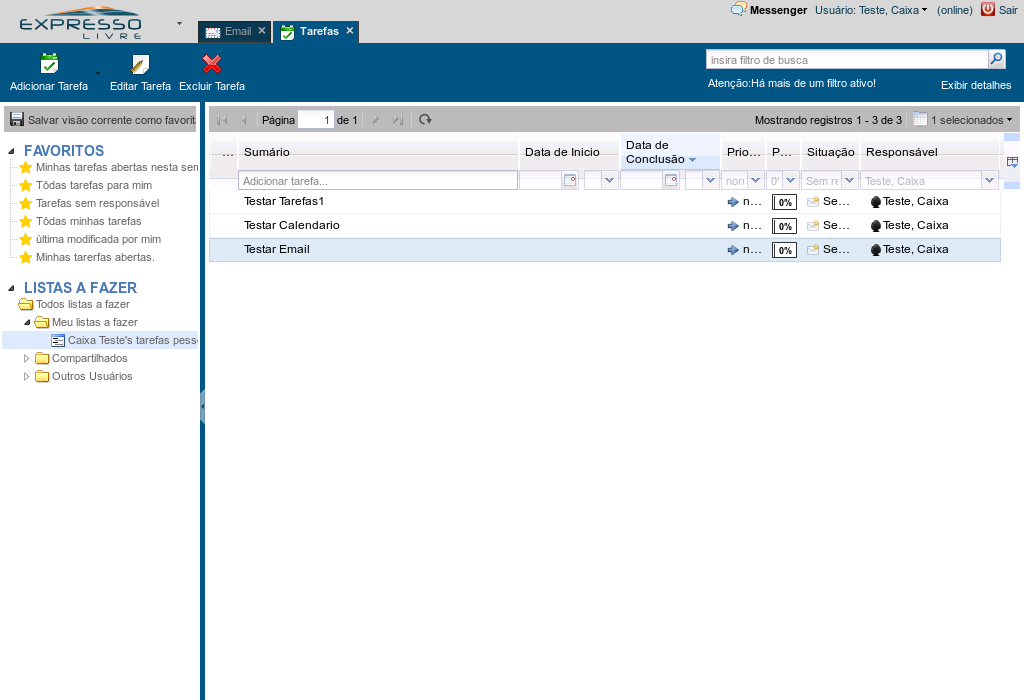 EXPRESSO
LIVRE
Email
Tarefas
Messenger
Usuário: Teste, Caixa
(online)
Sair
Adicionar Tarefa
Editar Tarefa
Excluir Tarefa
insira filtro de busca
Atenção:Há mais de um filtro ativo!
Exibir detalhes
Salvar visão corrente como favorit
Página 1 de 1
Mostrando registros 1 - 3 de 3
1 selecionados
FAVORITOS
Minhas tarefas abertas nesta sen
Tôdas tarefas para mim
Tarefas sem responsável
Tôdas minhas tarefas
última modificada por mim
Minhas tarerfas abertas.
LISTAS A FAZER
Todos listas a fazer
Meu listas a fazer
Caixa Teste's tarefas pess
Compartilhados
Outros Usuários
... Sumário Data de Inicio Data de Conclusão Prio... P... Situação Responsável
Adicionar tarefa... Sem re Teste, Caixa
Testar Tarefas1 n... 0% Se... Teste, Caixa
Testar Calendario n... 0% Se... Teste, Caixa
Testar Email n... 0% Se... Teste, Caixa